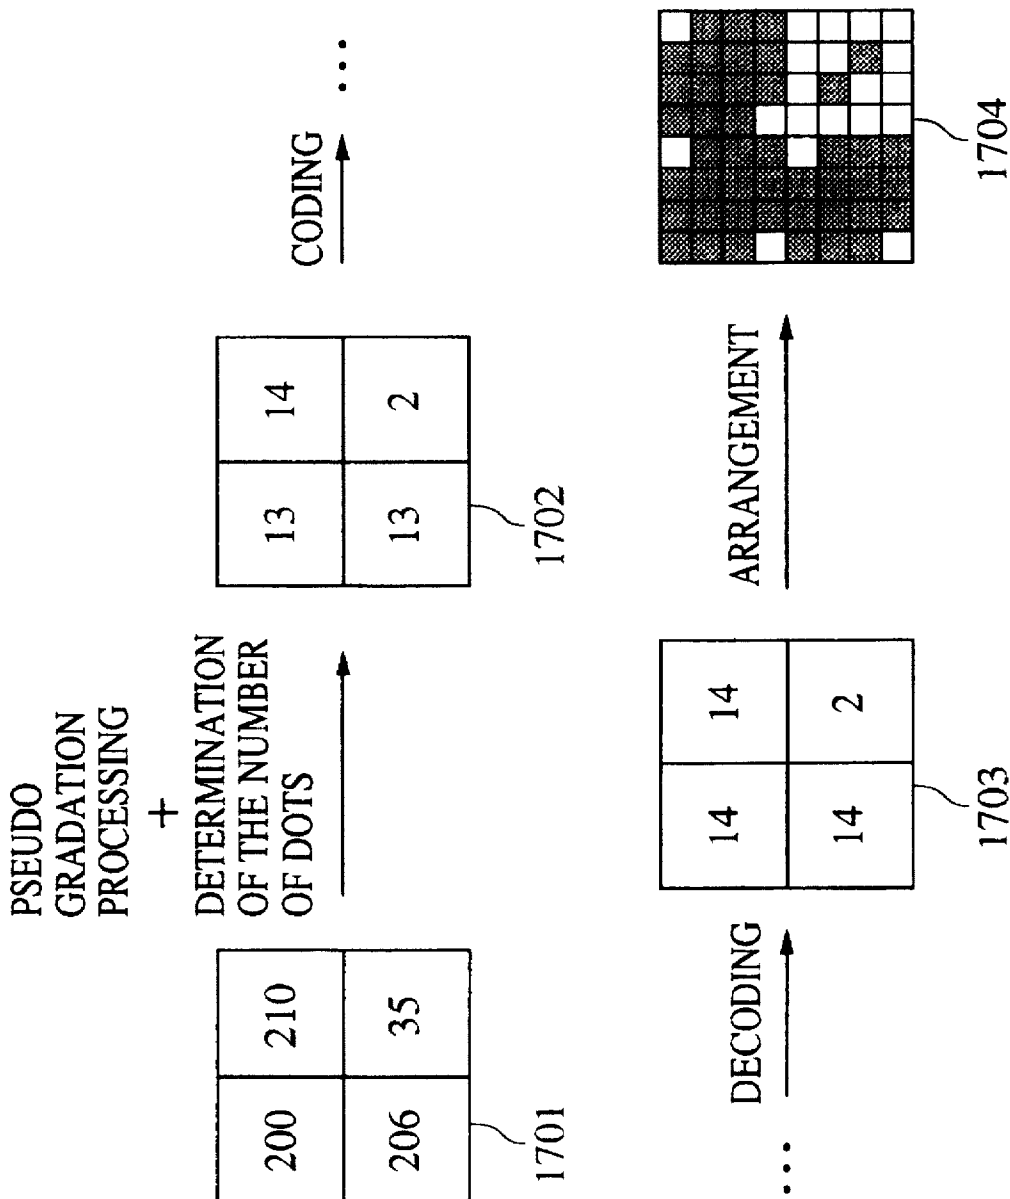 PSEUDO
GRADATION
PROCESSING
+
DETERMINATION
OF THE NUMBER
OF DOTS
CODING
...
200 210
206 35
1701
13 14
13 2
1702
...
DECODING
ARRANGEMENT
14 14
14 2
1703
1704